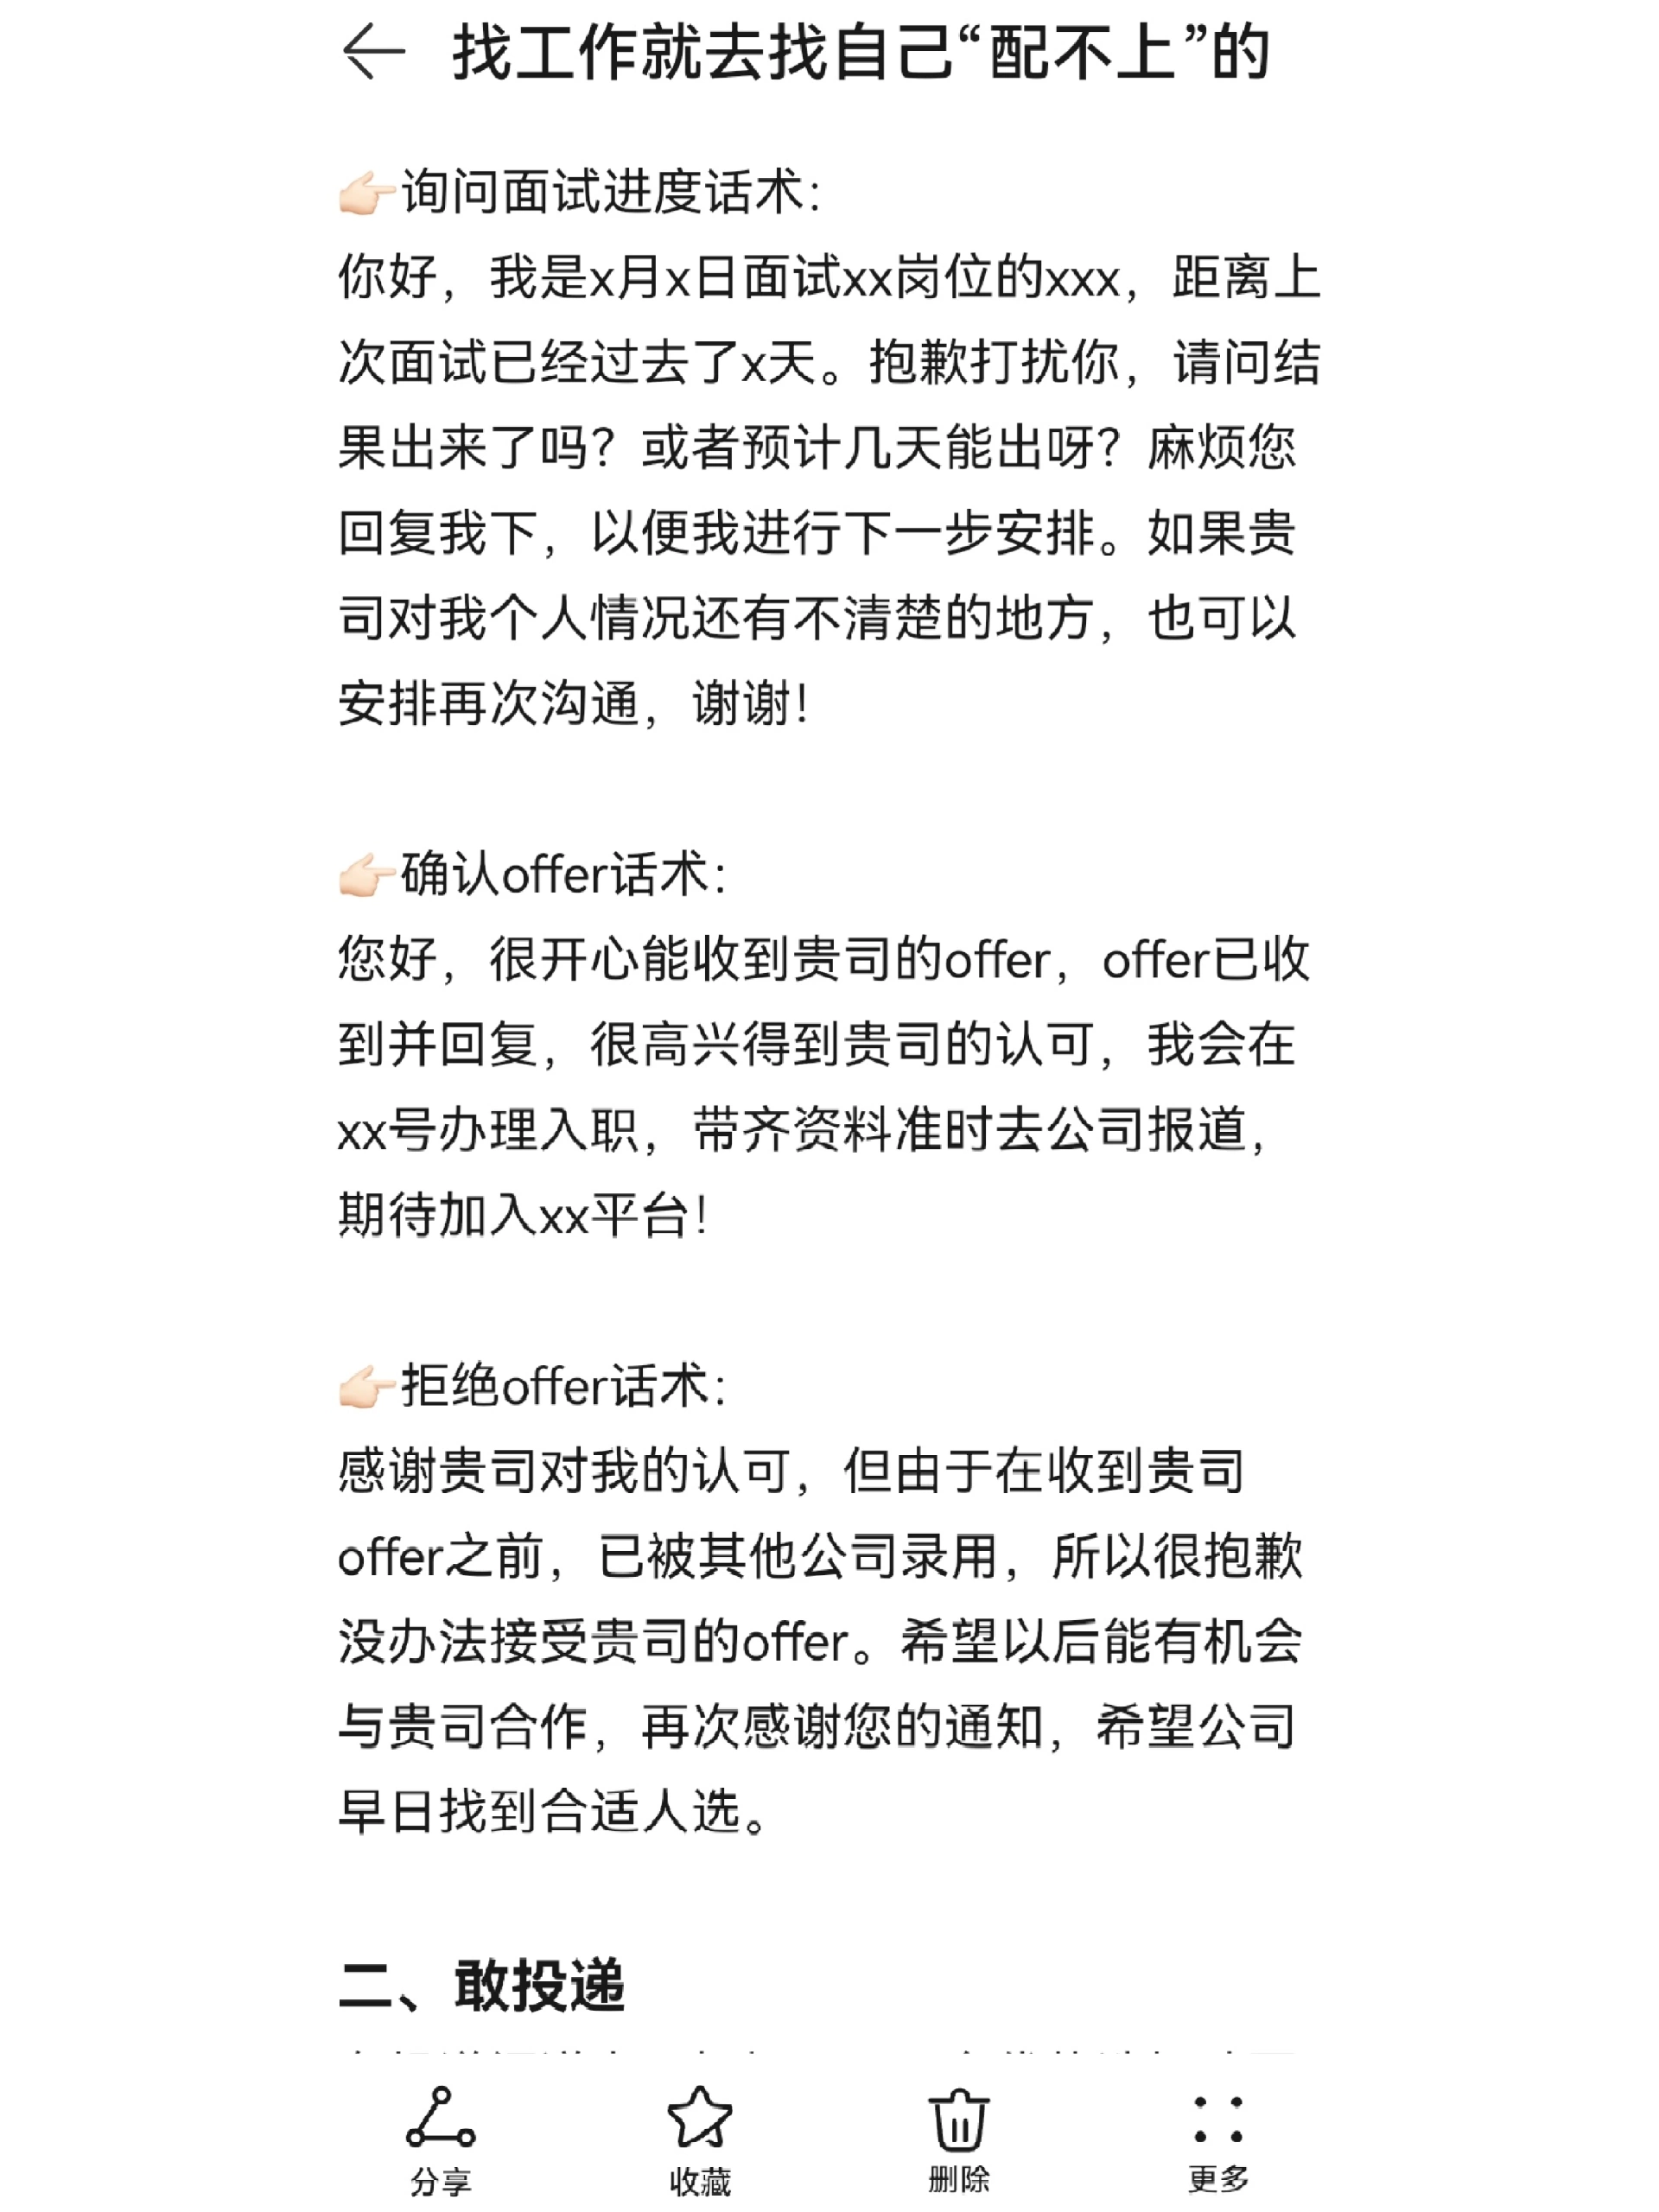 找工作就去找自己“配不上”的
👉🏻询问面试进度话术：
你好，我是x月x日面试xx岗位的xxx，距离上
次面试已经过去了x天。抱歉打扰你，请问结
果出来了吗？或者预计几天能出呀？麻烦您
回复我下，以便我进行下一步安排。如果贵
司对我个人情况还有不清楚的地方，也可以
安排再次沟通，谢谢！
👉🏻确认offer话术：
您好，很开心能收到贵司的offer，offer已收
到并回复，很高兴得到贵司的认可，我会在
xx号办理入职，带齐资料准时去公司报道，
期待加入xx平台！
👉🏻拒绝offer话术：
感谢贵司对我的认可，但由于在收到贵司
offer之前，已被其他公司录用，所以很抱歉
没办法接受贵司的offer。希望以后能有机会
与贵司合作，再次感谢您的通知，希望公司
早日找到合适人选。
二、敢投递
分享 收藏 删除 更多